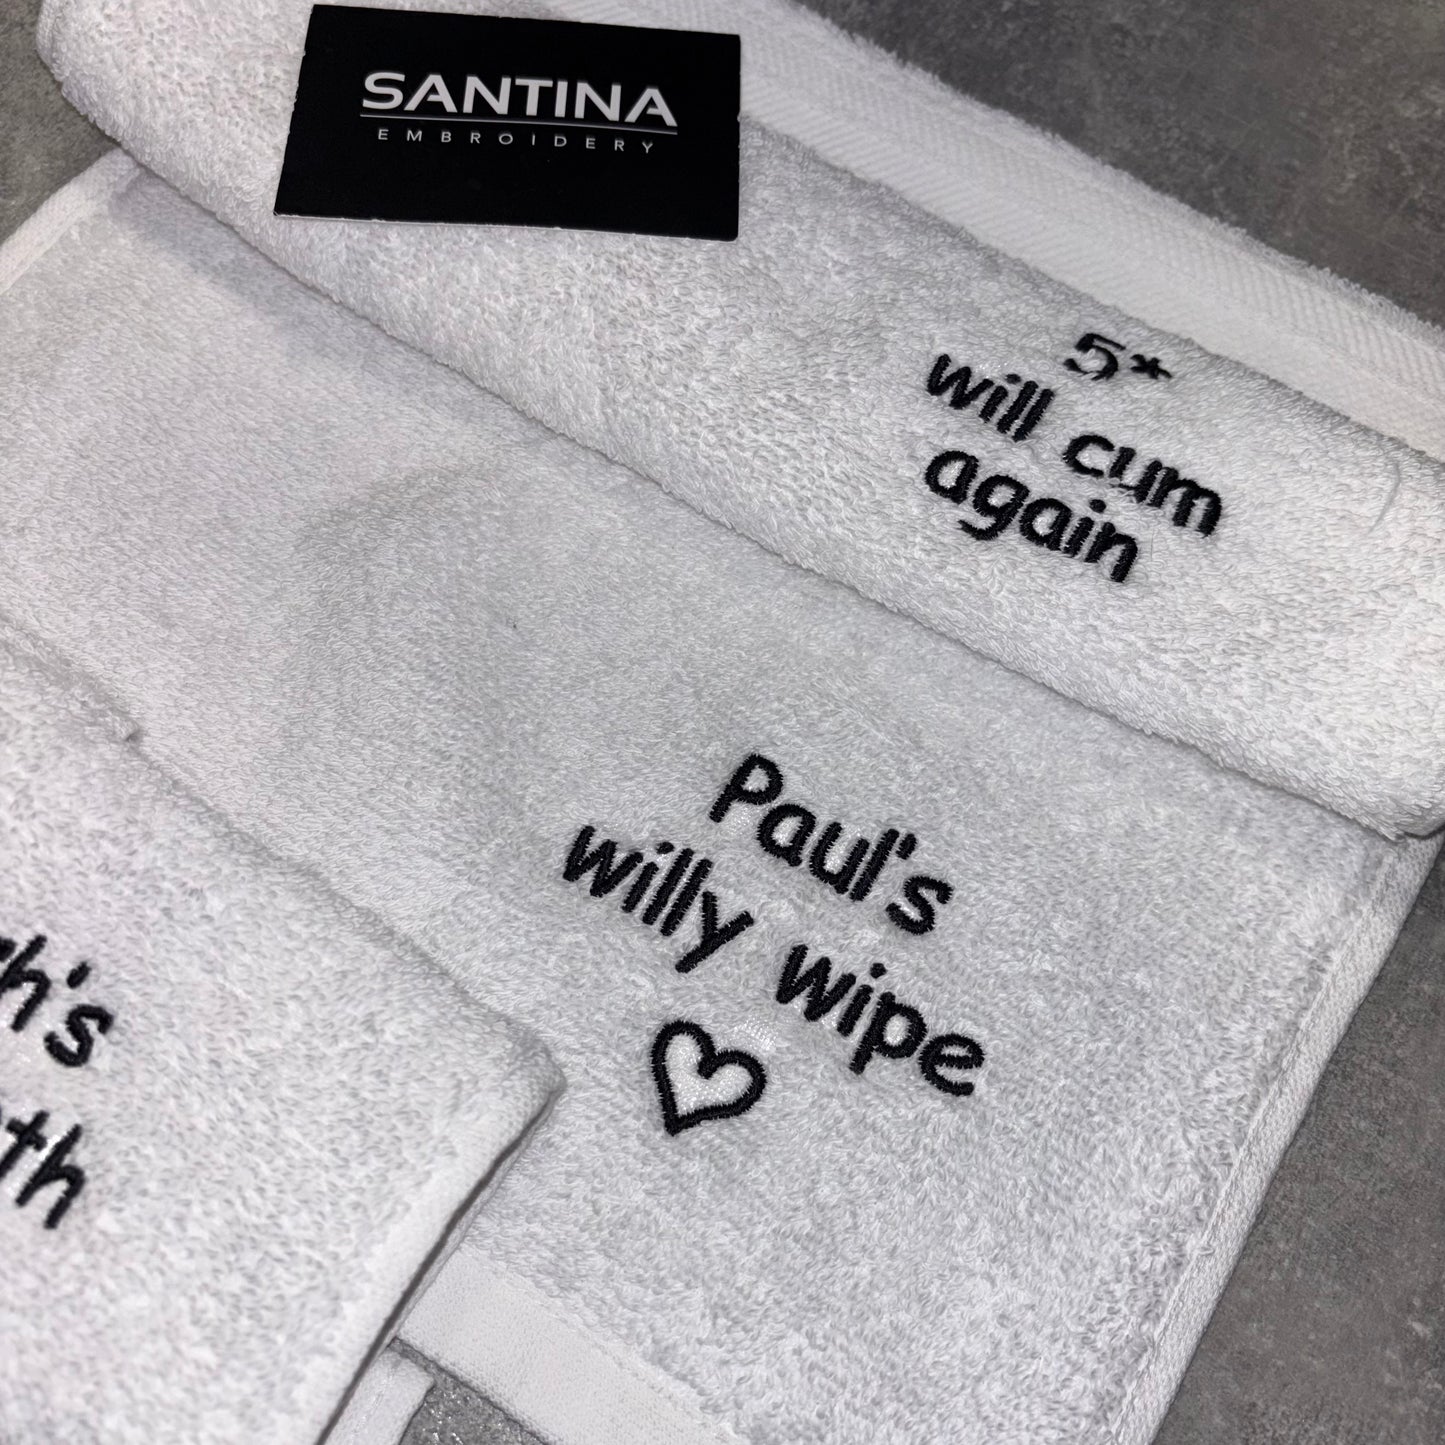 SANTINA
EMBROIDERY
5*
will cum
again
Paul's
willy wipe